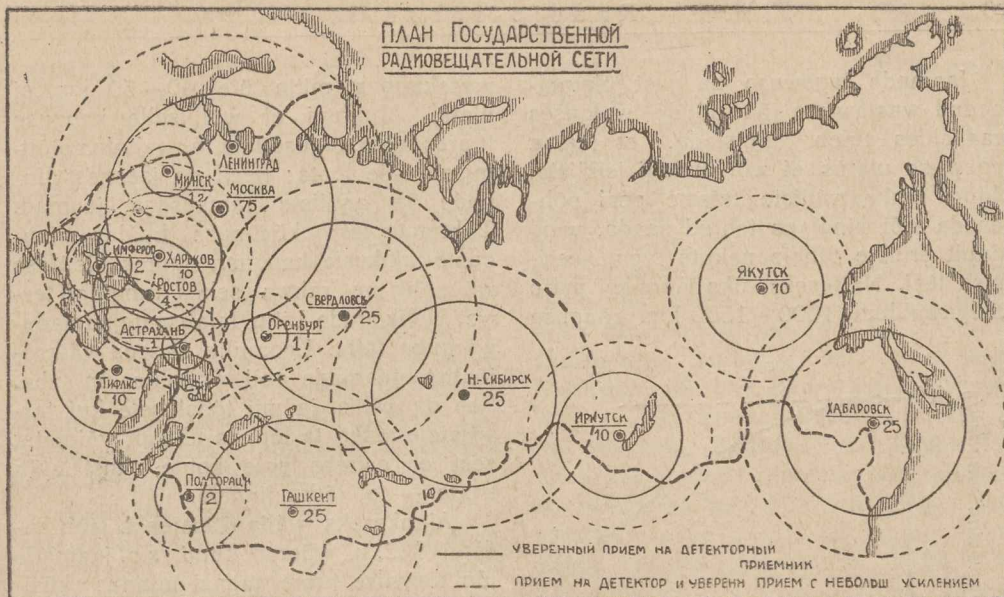 ПЛАН ГОСУДАРСТВЕННОЙ
РАДИОВЕЩАТЕЛЬНОЙ СЕТИ
ЛЕНИНГРАД
МИНСК
12
МОСКВА
75
СИМФЕРОП
2
ХАРЬКОВ
10
РОСТОВ
4
АСТРАХАНЬ
1
ТИФЛИС
10
ОРЕНБУРГ
1
СВЕРДЛОВСК
25
Н.-СИБИРСК
25
ИРКУТСК
10
ЯКУТСК
10
ХАБАРОВСК
25
ПОЛТОРАЦК
2
ТАШКЕНТ
25
УВЕРЕННЫЙ ПРИЕМ НА ДЕТЕКТОРНЫЙ
ПРИЕМНИК
ПРИЕМ НА ДЕТЕКТОР И УВЕРЕНН ПРИЕМ С НЕБОЛЬШ УСИЛЕНИЕМ